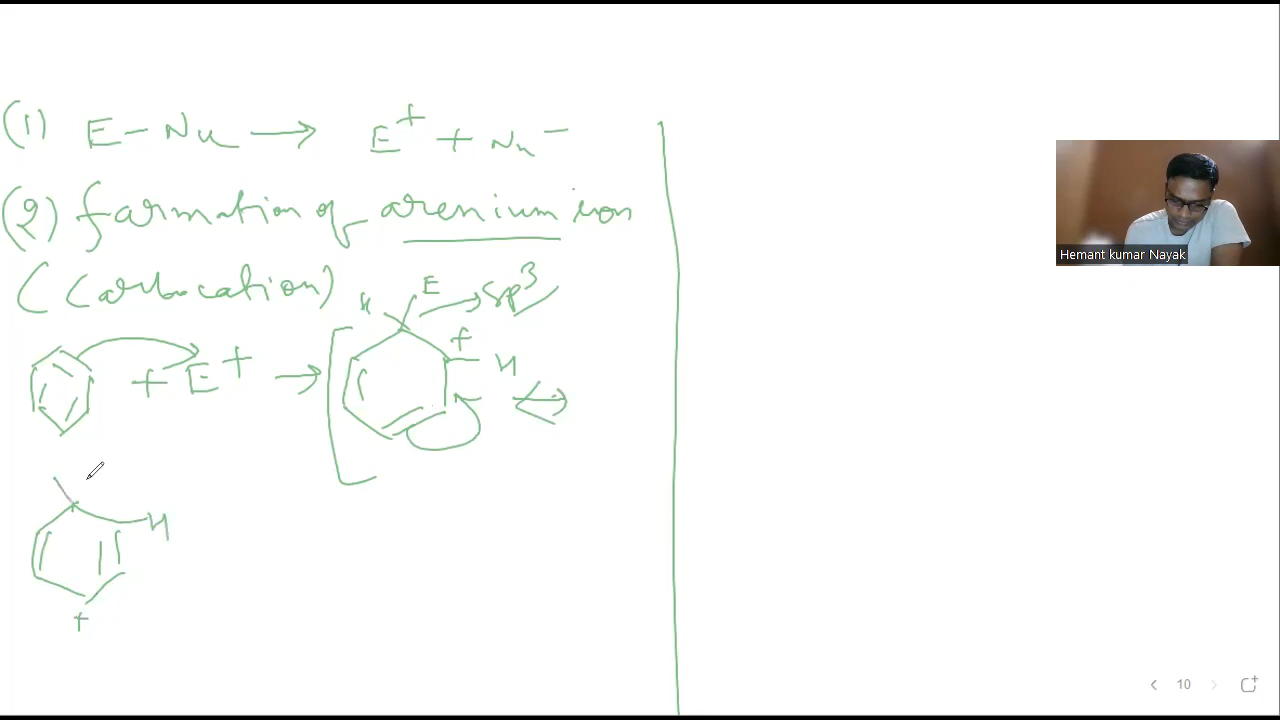 (1) E - Nu → E⁺ + Nu⁻
(2) farmation of arenium ion
(Carbocation)
H E → sp³
+ E⁺ → + H ↔
H
+
Hemant kumar Nayak
10